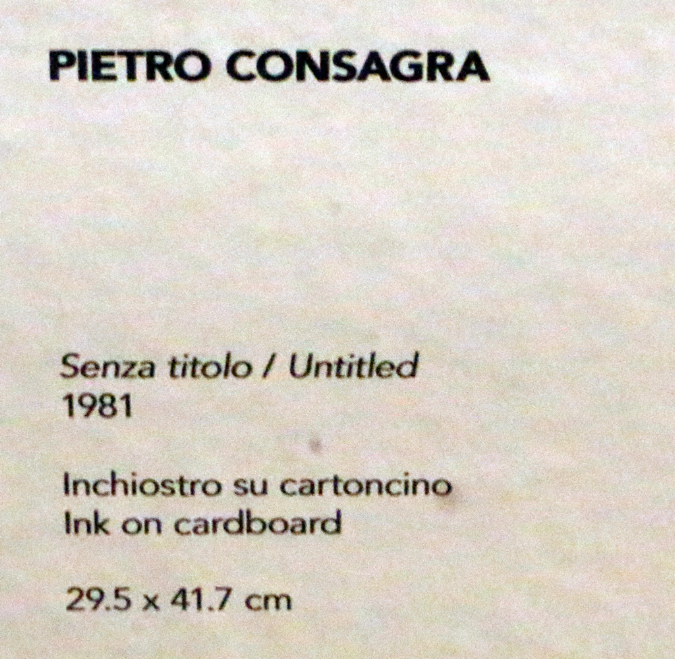 PIETRO CONSAGRA
Senza titolo / Untitled
1981
Inchiostro su cartoncino
Ink on cardboard
29.5 x 41.7 cm